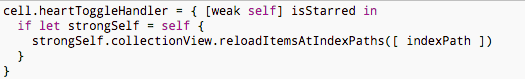 cell.heartToggleHandler = { [weak self] isStarred in
  if let strongSelf = self {
    strongSelf.collectionView.reloadItemsAtIndexPaths([ indexPath ])
  }
}